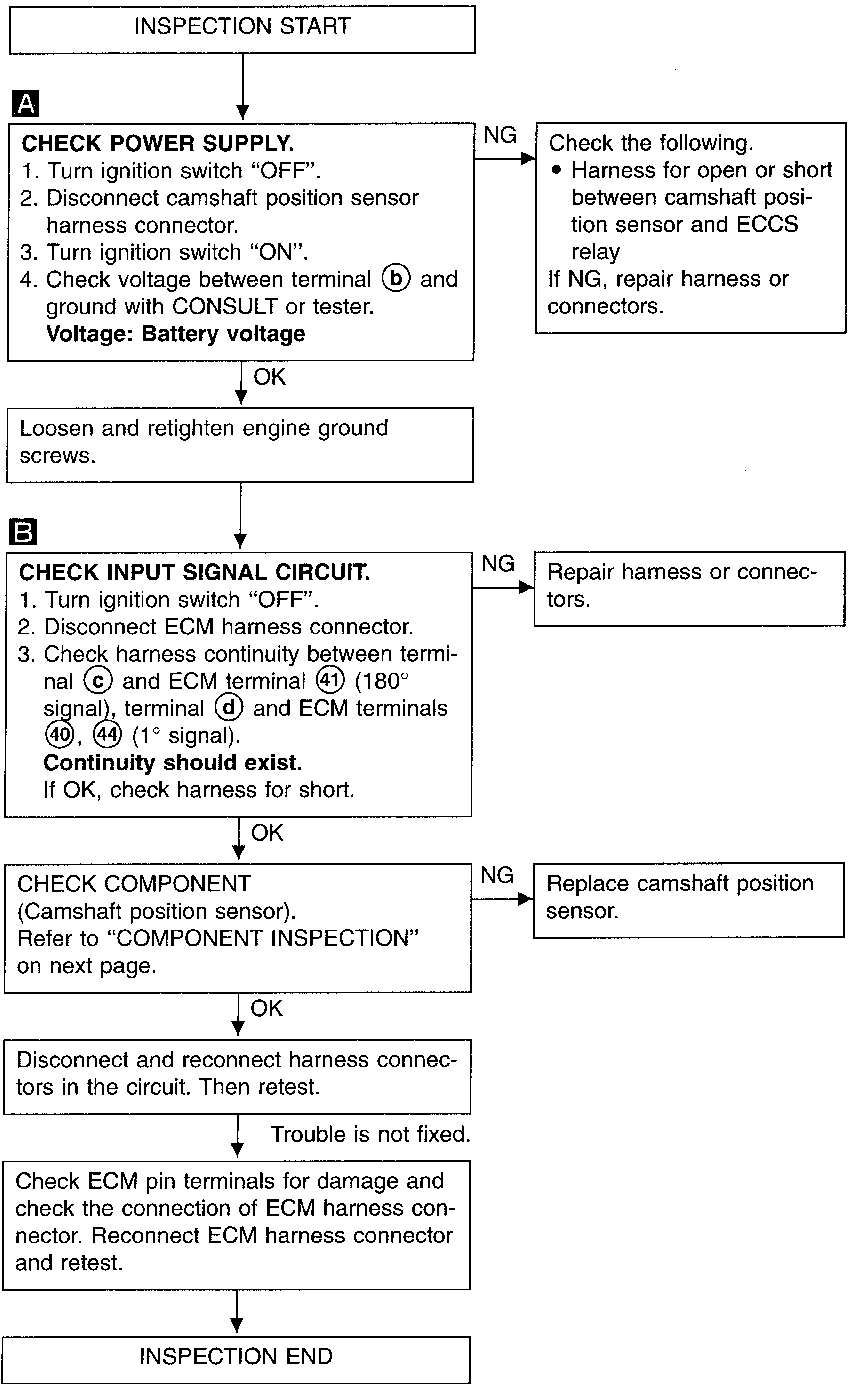 INSPECTION START
A
CHECK POWER SUPPLY.
1. Turn ignition switch “OFF”.
2. Disconnect camshaft position sensor
harness connector.
3. Turn ignition switch “ON”.
4. Check voltage between terminal ⓑ and
ground with CONSULT or tester.
Voltage: Battery voltage
NG
Check the following.
• Harness for open or short
between camshaft posi-
tion sensor and ECCS
relay
If NG, repair harness or
connectors.
OK
Loosen and retighten engine ground
screws.
B
CHECK INPUT SIGNAL CIRCUIT.
1. Turn ignition switch “OFF”.
2. Disconnect ECM harness connector.
3. Check harness continuity between termi-
nal ⓒ and ECM terminal ㊶ (180°
signal), terminal ⓓ and ECM terminals
㊵, ㊹ (1° signal).
Continuity should exist.
If OK, check harness for short.
NG
Repair harness or connec-
tors.
OK
CHECK COMPONENT
(Camshaft position sensor).
Refer to “COMPONENT INSPECTION”
on next page.
NG
Replace camshaft position
sensor.
OK
Disconnect and reconnect harness connec-
tors in the circuit. Then retest.
Trouble is not fixed.
Check ECM pin terminals for damage and
check the connection of ECM harness con-
nector. Reconnect ECM harness connector
and retest.
INSPECTION END